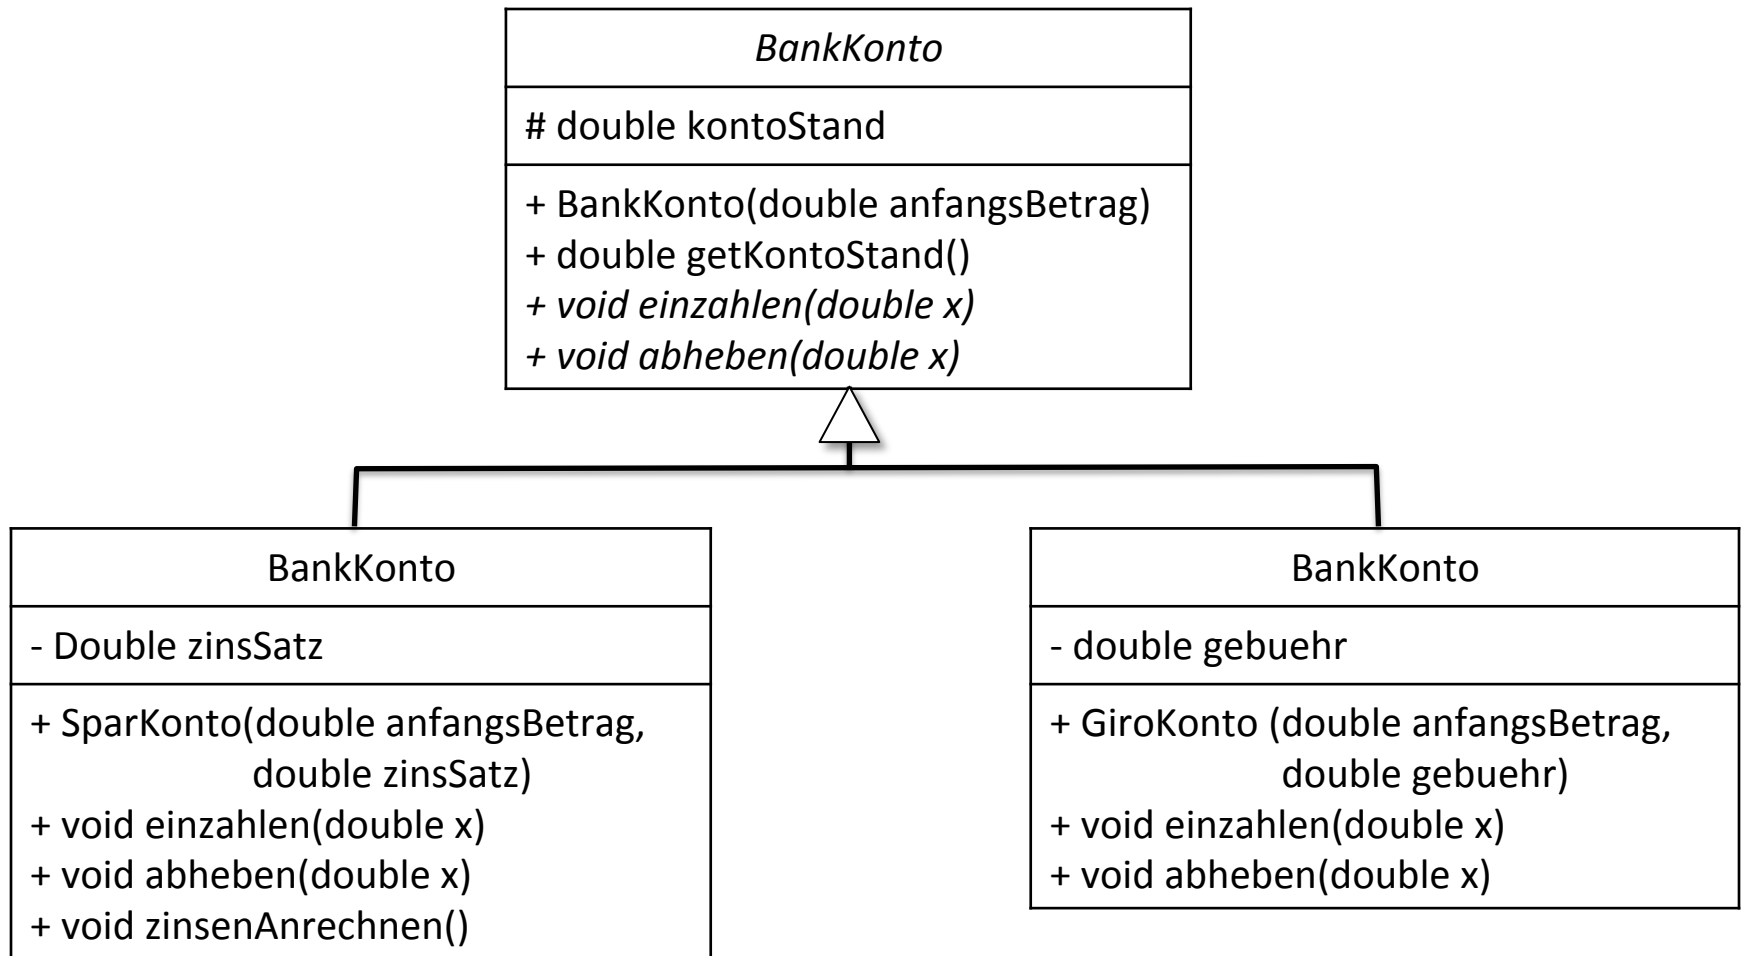 BankKonto
# double kontoStand
+ BankKonto(double anfangsBetrag)
+ double getKontoStand()
+ void einzahlen(double x)
+ void abheben(double x)
BankKonto
- Double zinsSatz
+ SparKonto(double anfangsBetrag,
double zinsSatz)
+ void einzahlen(double x)
+ void abheben(double x)
+ void zinsenAnrechnen()
BankKonto
- double gebuehr
+ GiroKonto (double anfangsBetrag,
double gebuehr)
+ void einzahlen(double x)
+ void abheben(double x)